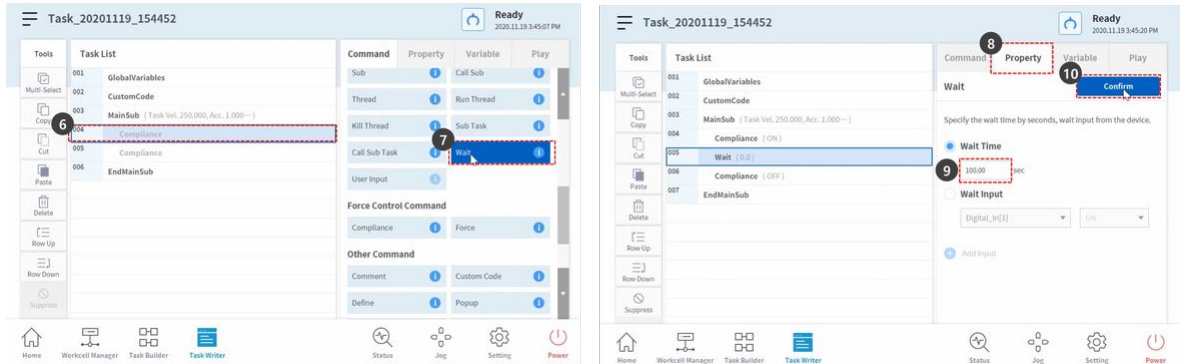 Task_20201119_154452
Ready
2020.11.19 3:45:07 PM
Tools
Task List
Command Property Variable Play
Multi-Select
Copy
Cut
Paste
Delete
Row Up
Row Down
Suppress
001 GlobalVariables
002 CustomCode
003 MainSub ( Task Vel. 250.000, Acc. 1.000··· )
6
004 Compliance
005 Compliance
006 EndMainSub
Sub Call Sub
Thread Run Thread
Kill Thread Sub Task
7
Call Sub Task Wait
User Input
Force Control Command
Compliance Force
Other Command
Comment Custom Code
Define Popup
Home Workcell Manager Task Builder Task Writer Status Jog Setting Power
Task_20201119_154452
Ready
2020.11.19 3:45:20 PM
8
Tools
Task List
Command Property Variable Play
Multi-Select
Copy
Cut
Paste
Delete
Row Up
Row Down
Suppress
001 GlobalVariables
002 CustomCode
003 MainSub ( Task Vel. 250.000, Acc. 1.000··· )
004 Compliance (ON)
005 Wait (0.0)
006 Compliance (OFF)
007 EndMainSub
10
Wait Confirm
Specify the wait time by seconds, wait input from the device.
Wait Time
9 100.00 sec
Wait Input
Digital_In[1] ON
Add Input
Home Workcell Manager Task Builder Task Writer Status Jog Setting Power